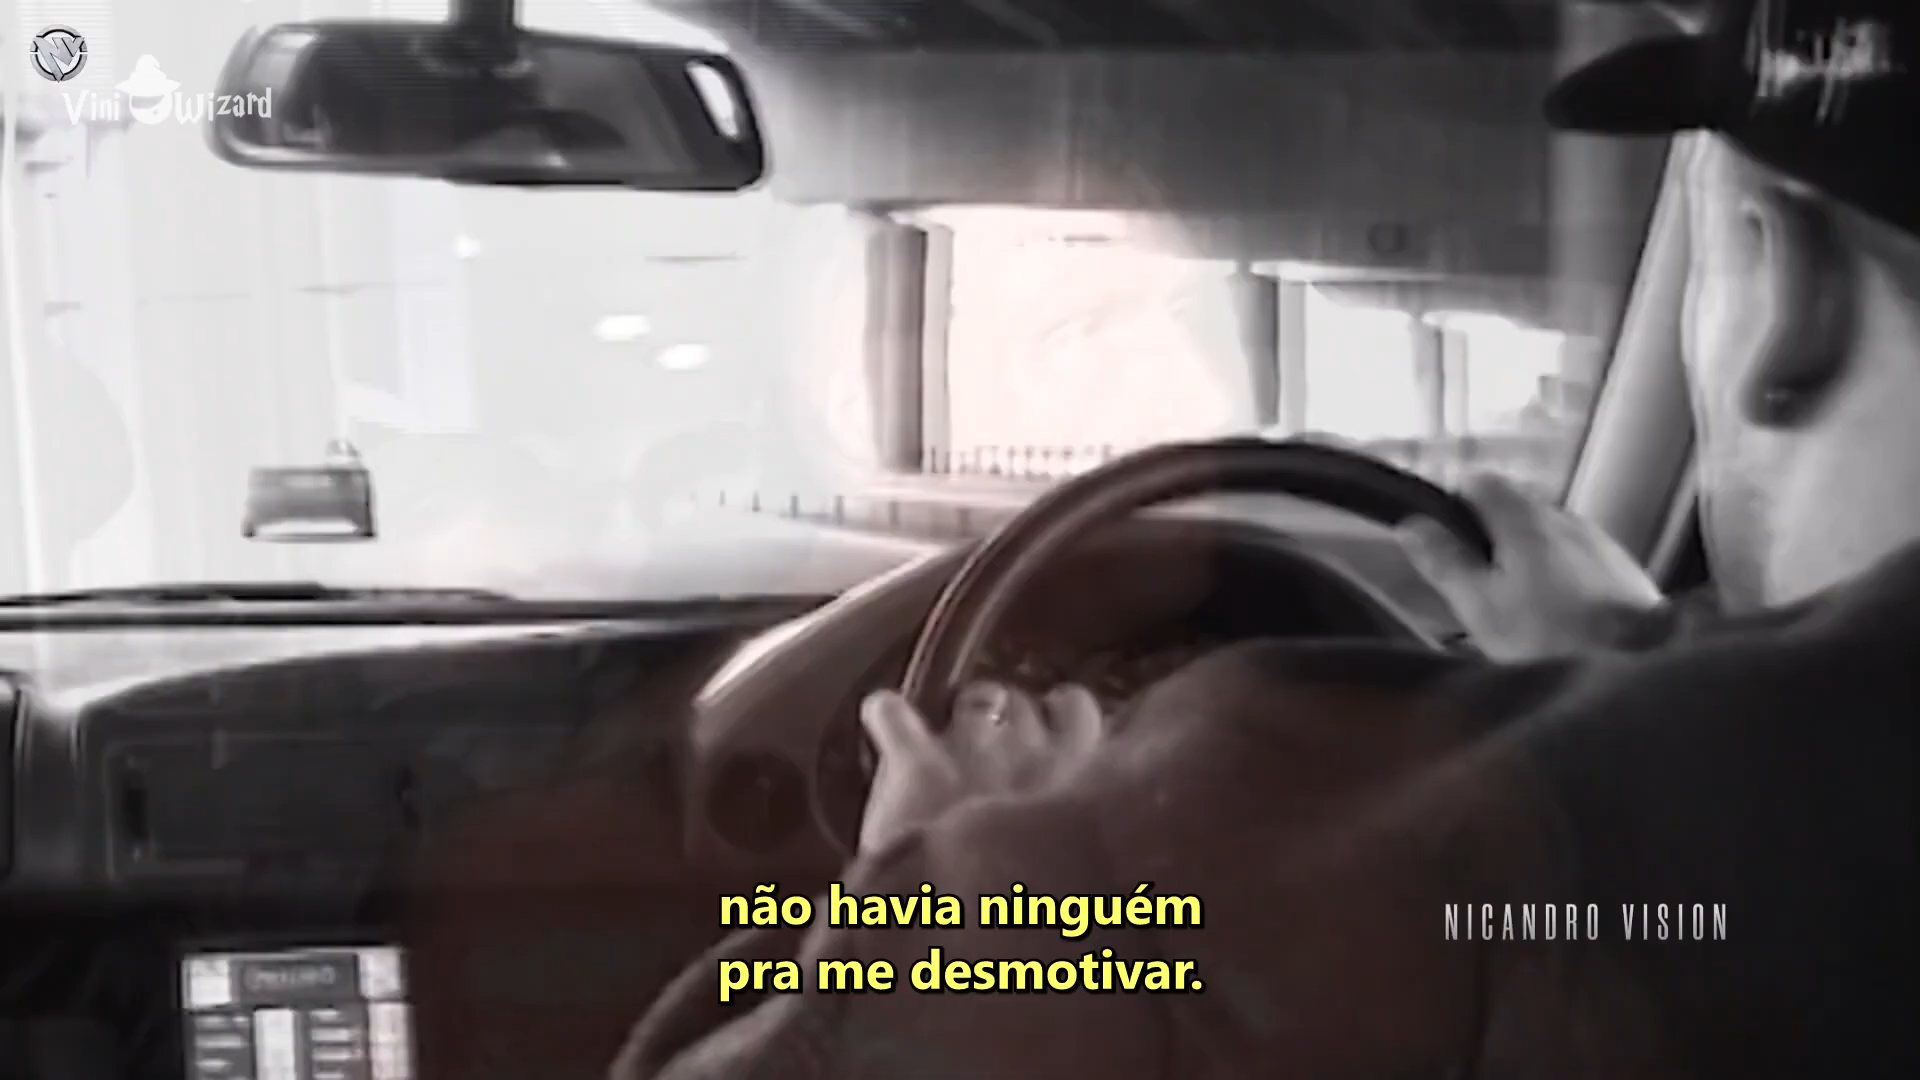 Vini Wizard
não havia ninguém
pra me desmotivar.
NICANDRO VISION